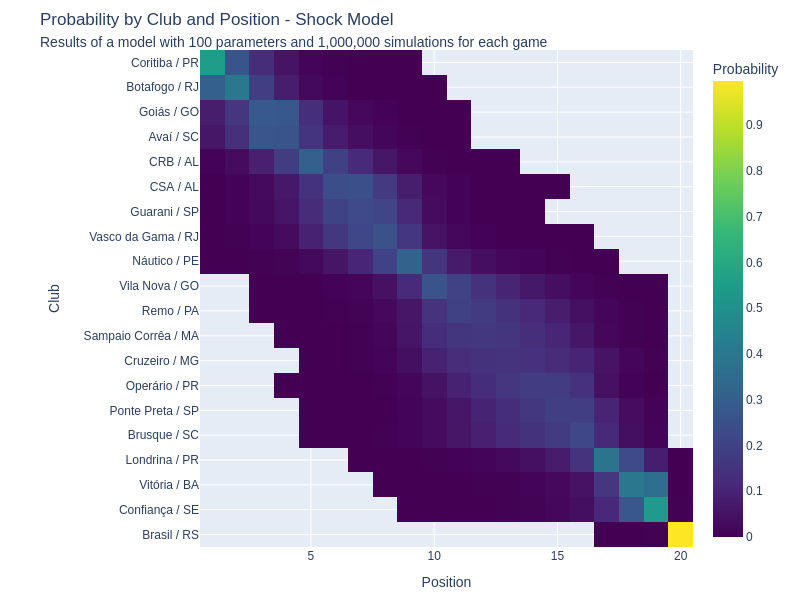 Probability by Club and Position - Shock Model
Results of a model with 100 parameters and 1,000,000 simulations for each game
Probability
Coritiba / PR
Botafogo / RJ
Goiás / GO
Avaí / SC
CRB / AL
CSA / AL
Guarani / SP
Vasco da Gama / RJ
Náutico / PE
Vila Nova / GO
Remo / PA
Sampaio Corrêa / MA
Cruzeiro / MG
Operário / PR
Ponte Preta / SP
Brusque / SC
Londrina / PR
Vitória / BA
Confiança / SE
Brasil / RS
Club
5
10
15
20
Position
0.9
0.8
0.7
0.6
0.5
0.4
0.3
0.2
0.1
0